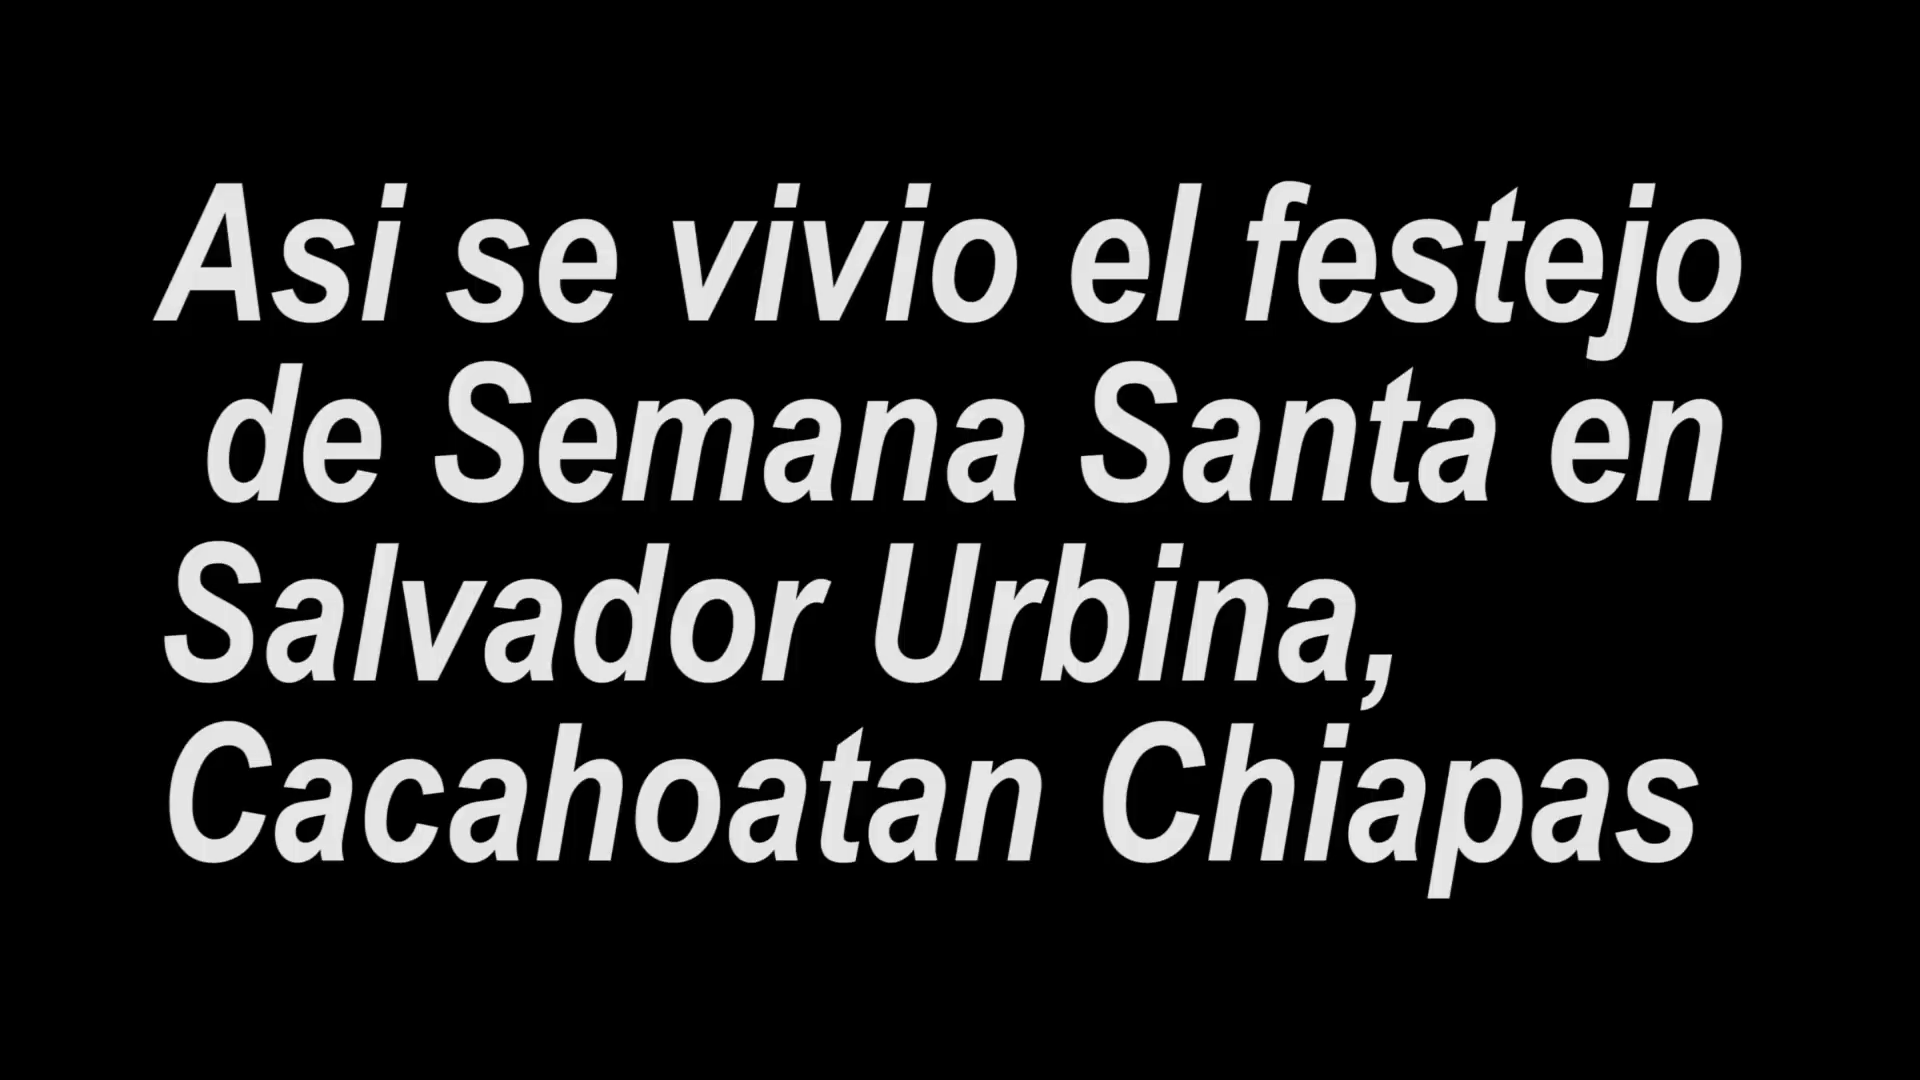 Asi se vivio el festejo
de Semana Santa en
Salvador Urbina,
Cacahoatan Chiapas